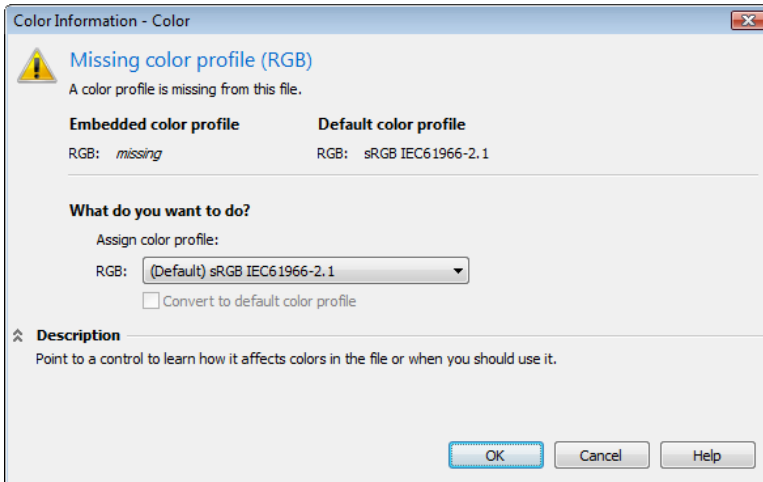 Color Information - Color
Missing color profile (RGB)
A color profile is missing from this file.
Embedded color profile Default color profile
RGB: missing RGB: sRGB IEC61966-2.1
What do you want to do?
Assign color profile:
RGB: (Default) sRGB IEC61966-2.1
Convert to default color profile
Description
Point to a control to learn how it affects colors in the file or when you should use it.
OK Cancel Help